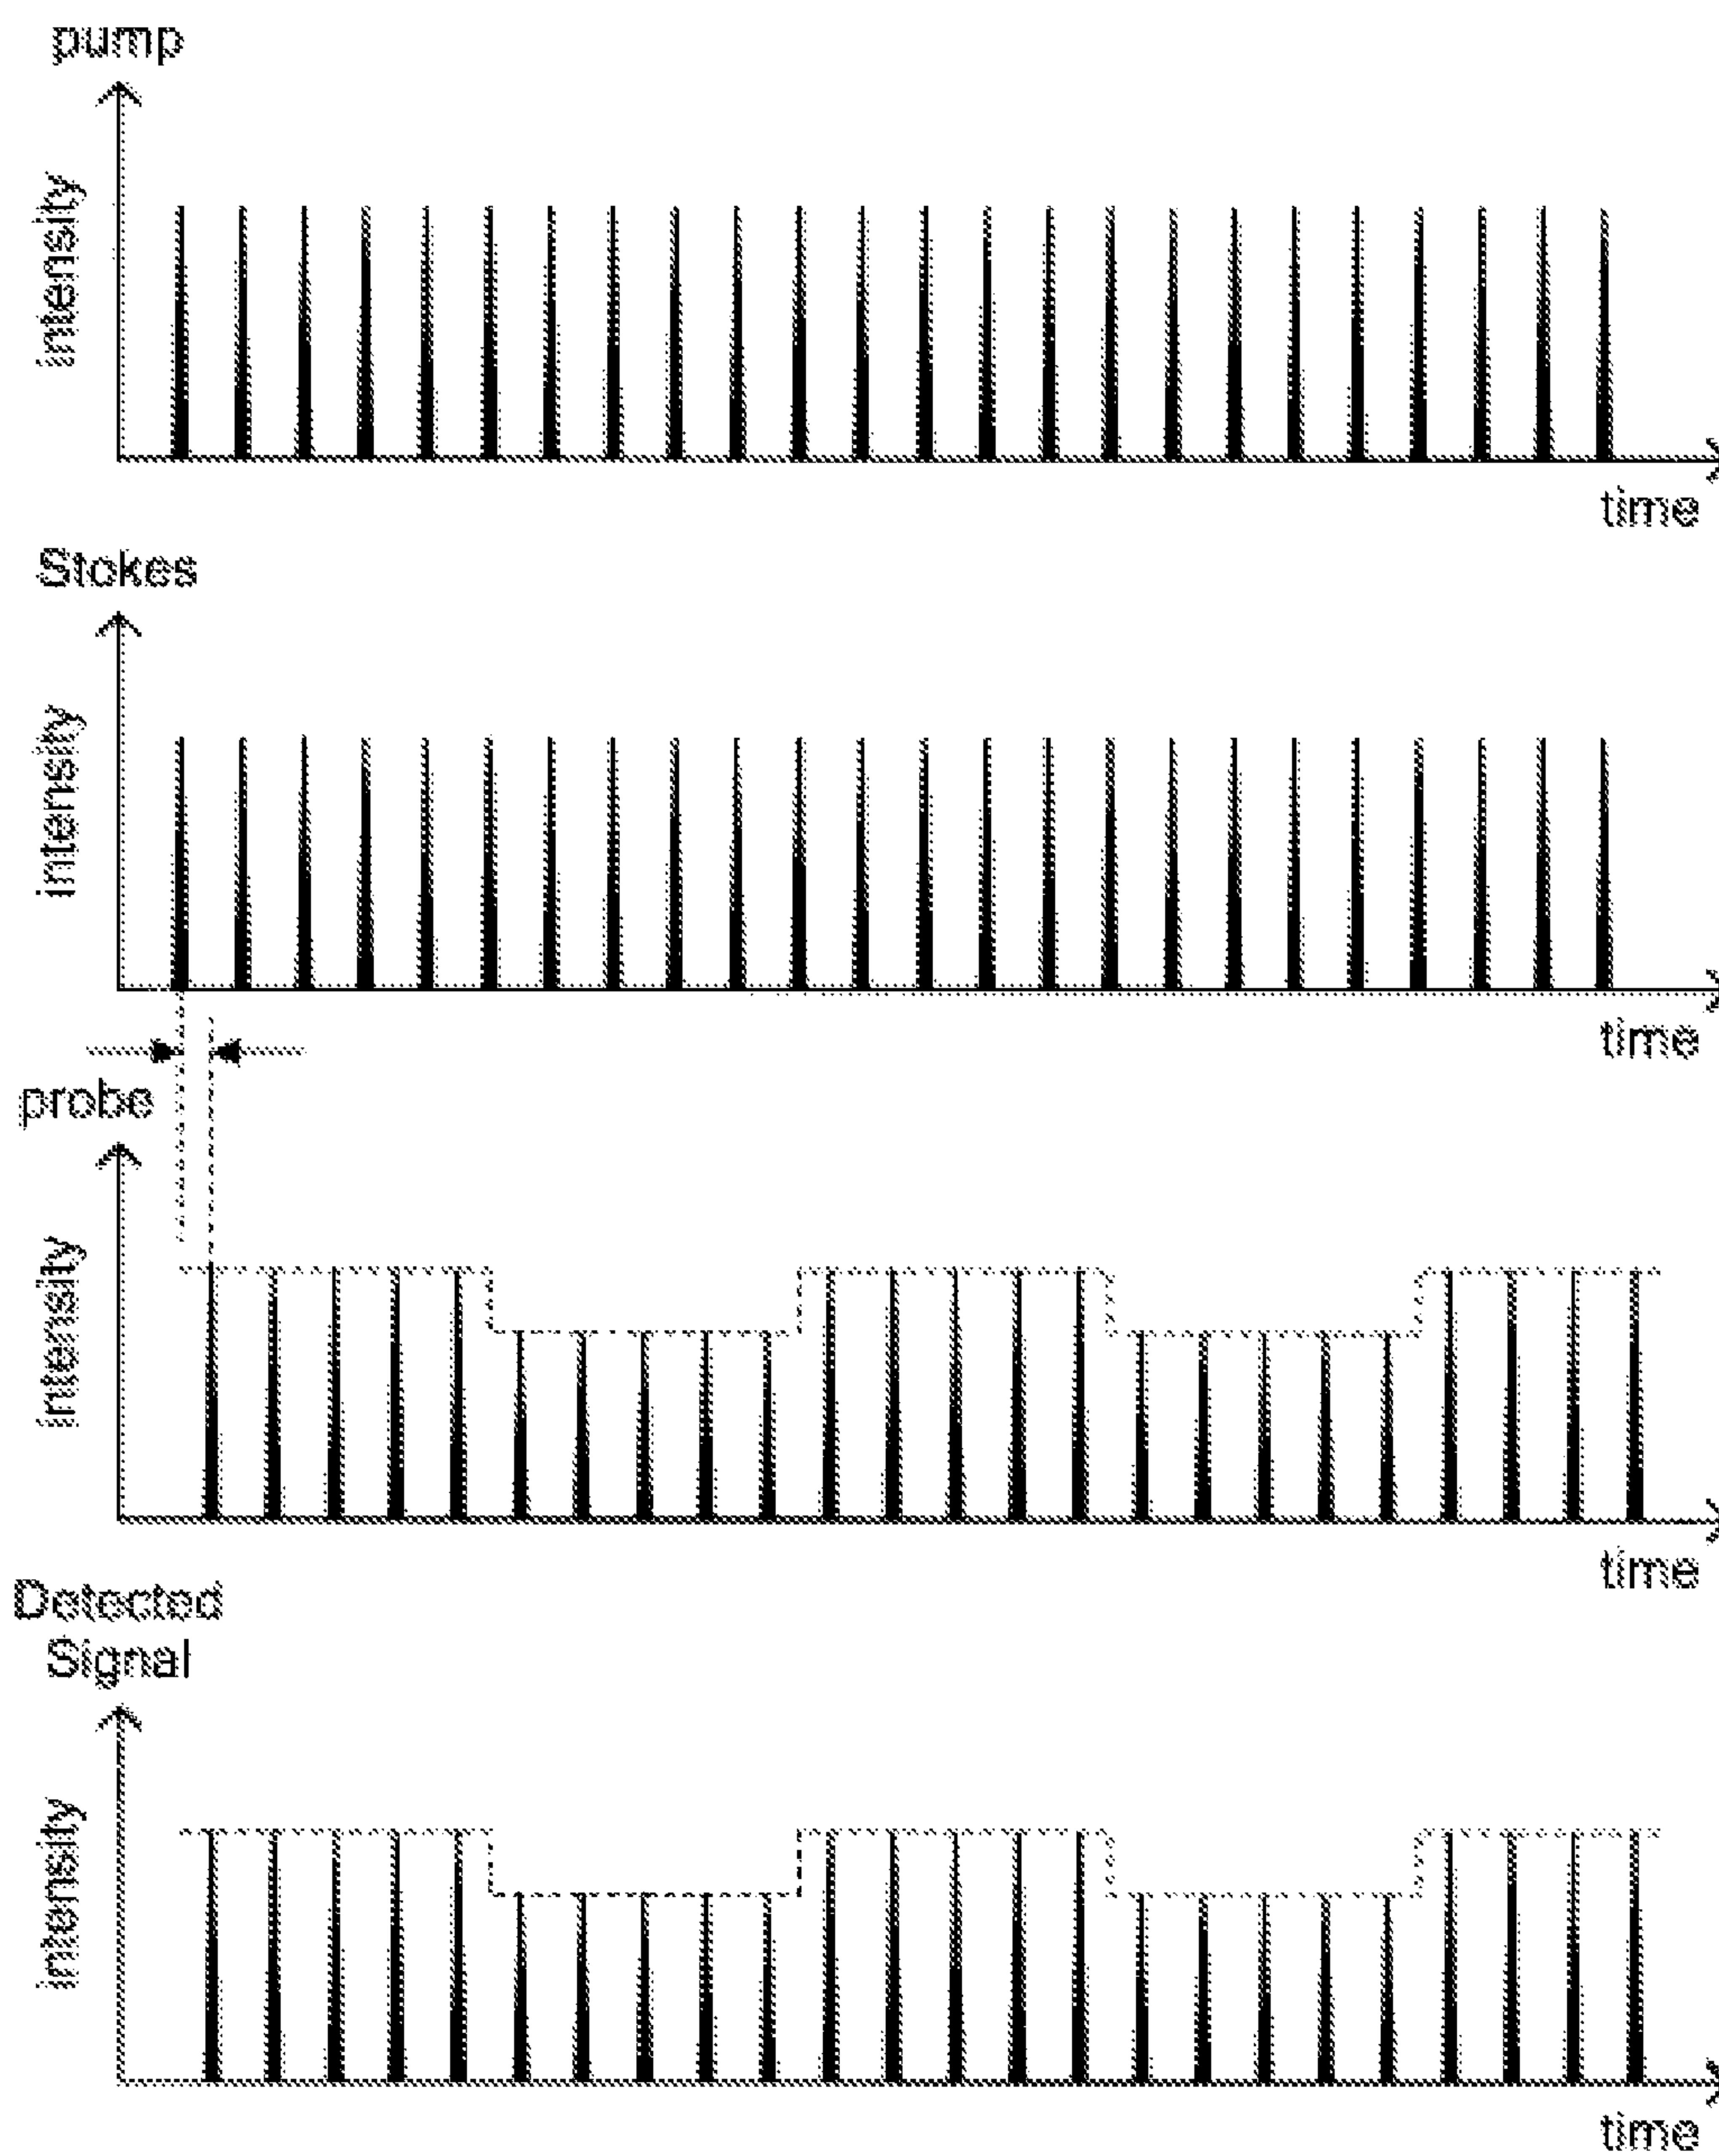 pump
intensity
time
Stokes
intensity
time
probe
intensity
time
Detected
Signal
intensity
time